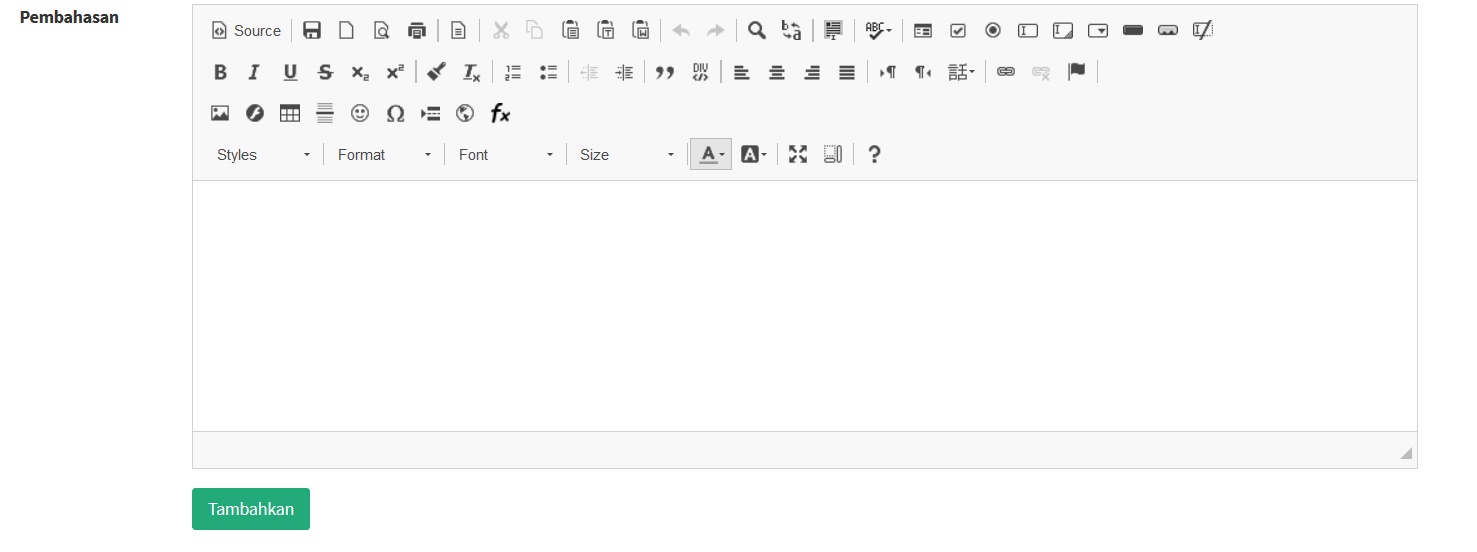 Pembahasan
Source
Styles Format Font Size
Tambahkan